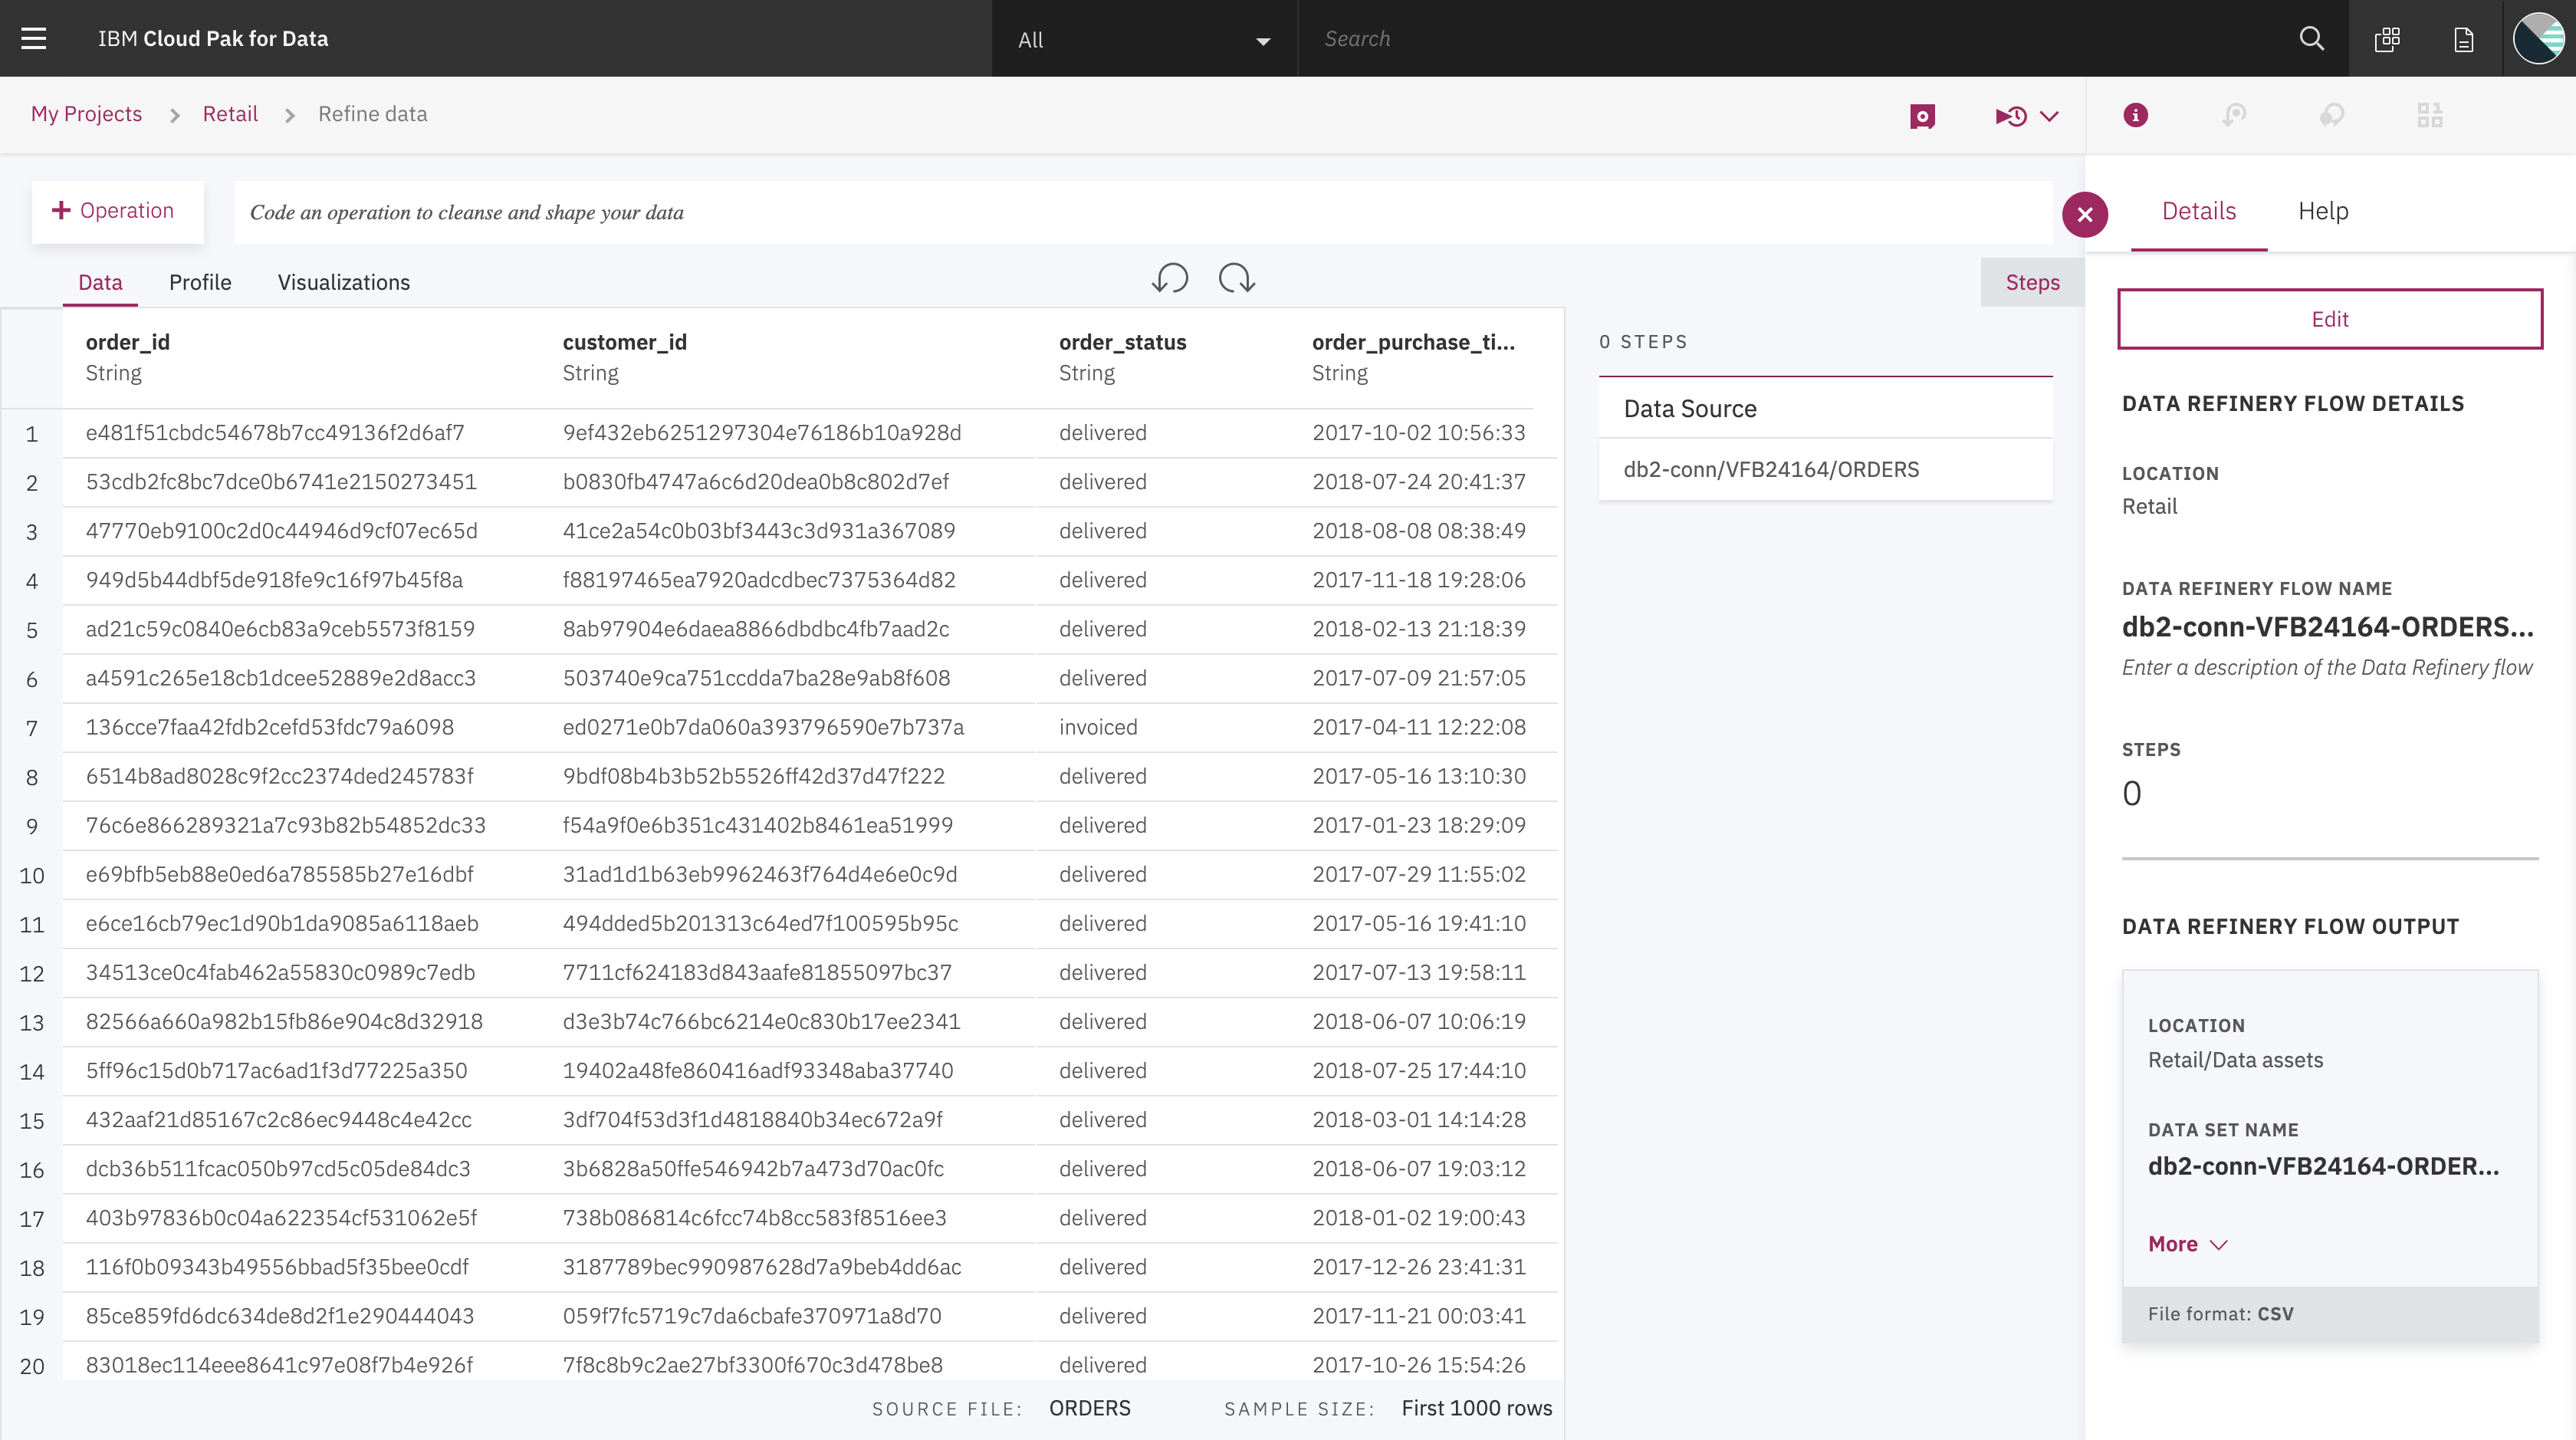 IBM Cloud Pak for Data
All
Search
My Projects > Retail > Refine data
+ Operation
Code an operation to cleanse and shape your data
Details Help
Data Profile Visualizations
Steps
order_id customer_id order_status order_purchase_ti...
String String String String
1 e481f51cbdc54678b7cc49136f2d6af7 9ef432eb6251297304e76186b10a928d delivered 2017-10-02 10:56:33
2 53cdb2fc8bc7dce0b6741e2150273451 b0830fb4747a6c6d20dea0b8c802d7ef delivered 2018-07-24 20:41:37
3 47770eb9100c2d0c44946d9cf07ec65d 41ce2a54c0b03bf3443c3d931a367089 delivered 2018-08-08 08:38:49
4 949d5b44dbf5de918fe9c16f97b45f8a f88197465ea7920adcdbec7375364d82 delivered 2017-11-18 19:28:06
5 ad21c59c0840e6cb83a9ceb5573f8159 8ab97904e6daea8866dbdbc4fb7aad2c delivered 2018-02-13 21:18:39
6 a4591c265e18cb1dcee52889e2d8acc3 503740e9ca751ccdda7ba28e9ab8f608 delivered 2017-07-09 21:57:05
7 136cce7faa42fdb2cefd53fdc79a6098 ed0271e0b7da060a393796590e7b737a invoiced 2017-04-11 12:22:08
8 6514b8ad8028c9f2cc2374ded245783f 9bdf08b4b3b52b5526ff42d37d47f222 delivered 2017-05-16 13:10:30
9 76c6e866289321a7c93b82b54852dc33 f54a9f0e6b351c431402b8461ea51999 delivered 2017-01-23 18:29:09
10 e69bfb5eb88e0ed6a785585b27e16dbf 31ad1d1b63eb9962463f764d4e6e0c9d delivered 2017-07-29 11:55:02
11 e6ce16cb79ec1d90b1da9085a6118aeb 494dded5b201313c64ed7f100595b95c delivered 2017-05-16 19:41:10
12 34513ce0c4fab462a55830c0989c7edb 7711cf624183d843aafe81855097bc37 delivered 2017-07-13 19:58:11
13 82566a660a982b15fb86e904c8d32918 d3e3b74c766bc6214e0c830b17ee2341 delivered 2018-06-07 10:06:19
14 5ff96c15d0b717ac6ad1f3d77225a350 19402a48fe860416adf93348aba37740 delivered 2018-07-25 17:44:10
15 432aaf21d85167c2c86ec9448c4e42cc 3df704f53d3f1d4818840b34ec672a9f delivered 2018-03-01 14:14:28
16 dcb36b511fcac050b97cd5c05de84dc3 3b6828a50ffe546942b7a473d70ac0fc delivered 2018-06-07 19:03:12
17 403b97836b0c04a622354cf531062e5f 738b086814c6fcc74b8cc583f8516ee3 delivered 2018-01-02 19:00:43
18 116f0b09343b49556bbad5f35bee0cdf 3187789bec990987628d7a9beb4dd6ac delivered 2017-12-26 23:41:31
19 85ce859fd6dc634de8d2f1e290444043 059f7fc5719c7da6cbafe370971a8d70 delivered 2017-11-21 00:03:41
20 83018ec114eee8641c97e08f7b4e926f 7f8c8b9c2ae27bf3300f670c3d478be8 delivered 2017-10-26 15:54:26
SOURCE FILE: ORDERS SAMPLE SIZE: First 1000 rows
0 STEPS
Data Source
db2-conn/VFB24164/ORDERS
Edit
DATA REFINERY FLOW DETAILS
LOCATION
Retail
DATA REFINERY FLOW NAME
db2-conn-VFB24164-ORDERS...
Enter a description of the Data Refinery flow
STEPS
0
DATA REFINERY FLOW OUTPUT
LOCATION
Retail/Data assets
DATA SET NAME
db2-conn-VFB24164-ORDER...
More
File format: CSV